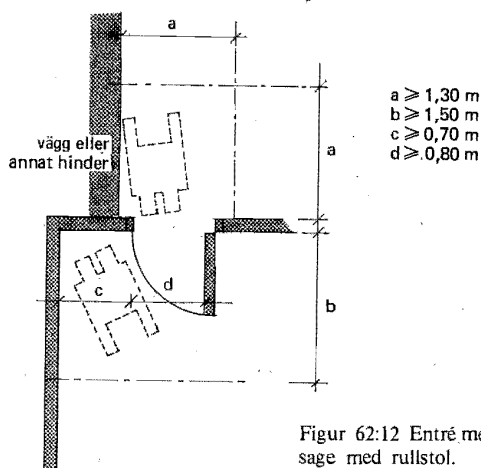 a
a ⩾ 1,30 m
b ⩾ 1,50 m
c ⩾ 0,70 m
d ⩾ 0,80 m
vägg eller
annat hinder
a
c
d
b
Figur 62:12 Entré me
sage med rullstol.